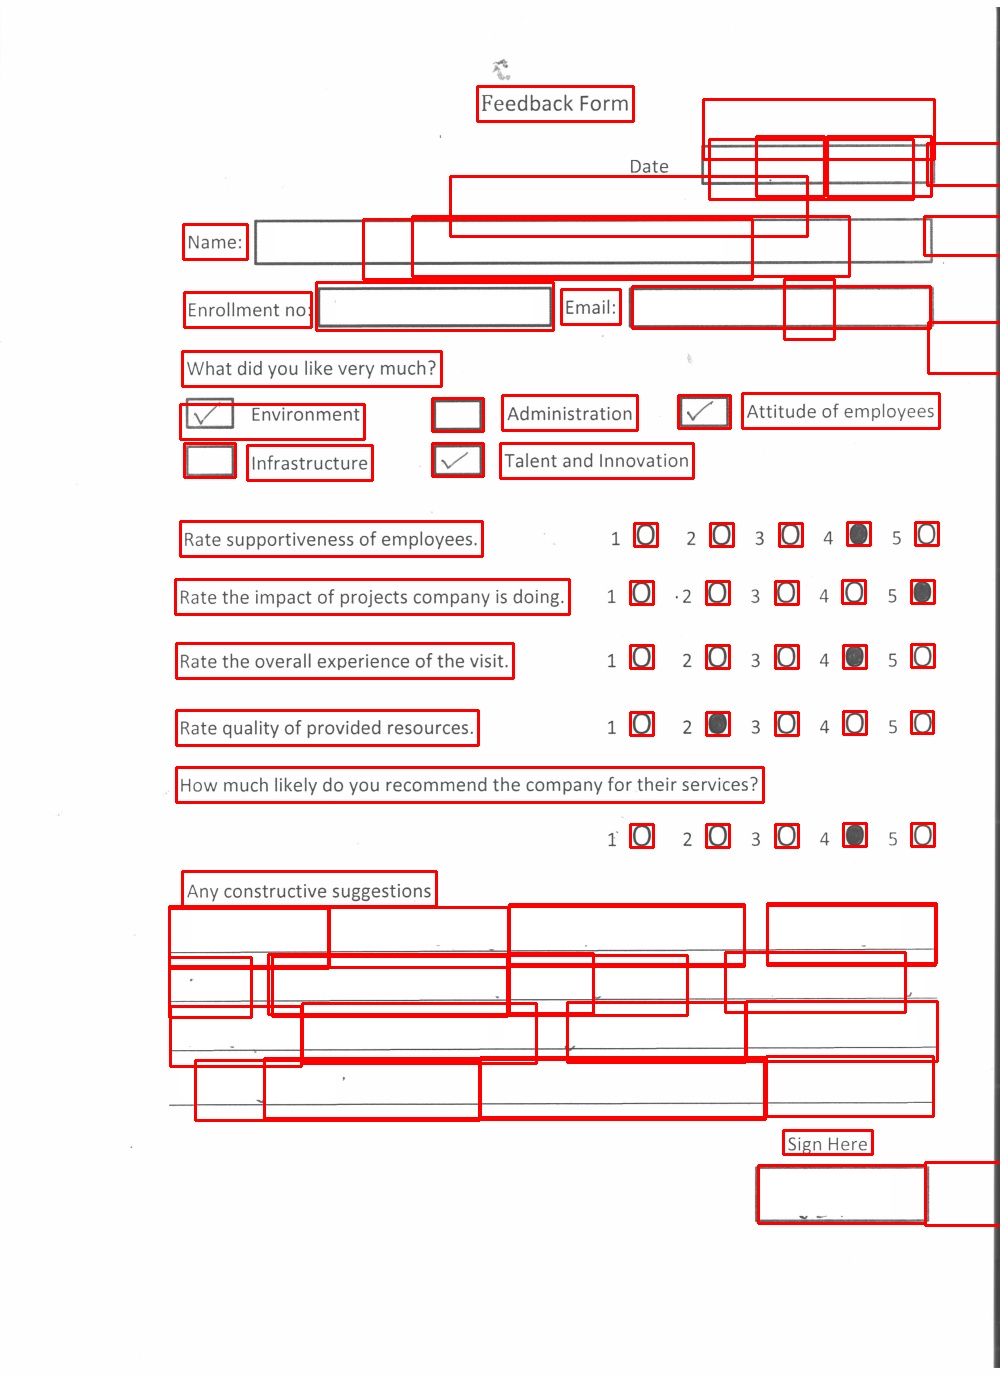 Feedback Form
Date
Name:
Enrollment no: Email:
What did you like very much?
Environment Administration Attitude of employees
Infrastructure Talent and Innovation
Rate supportiveness of employees. 1 2 3 4 5
Rate the impact of projects company is doing. 1 2 3 4 5
Rate the overall experience of the visit. 1 2 3 4 5
Rate quality of provided resources. 1 2 3 4 5
How much likely do you recommend the company for their services?
1 2 3 4 5
Any constructive suggestions
Sign Here